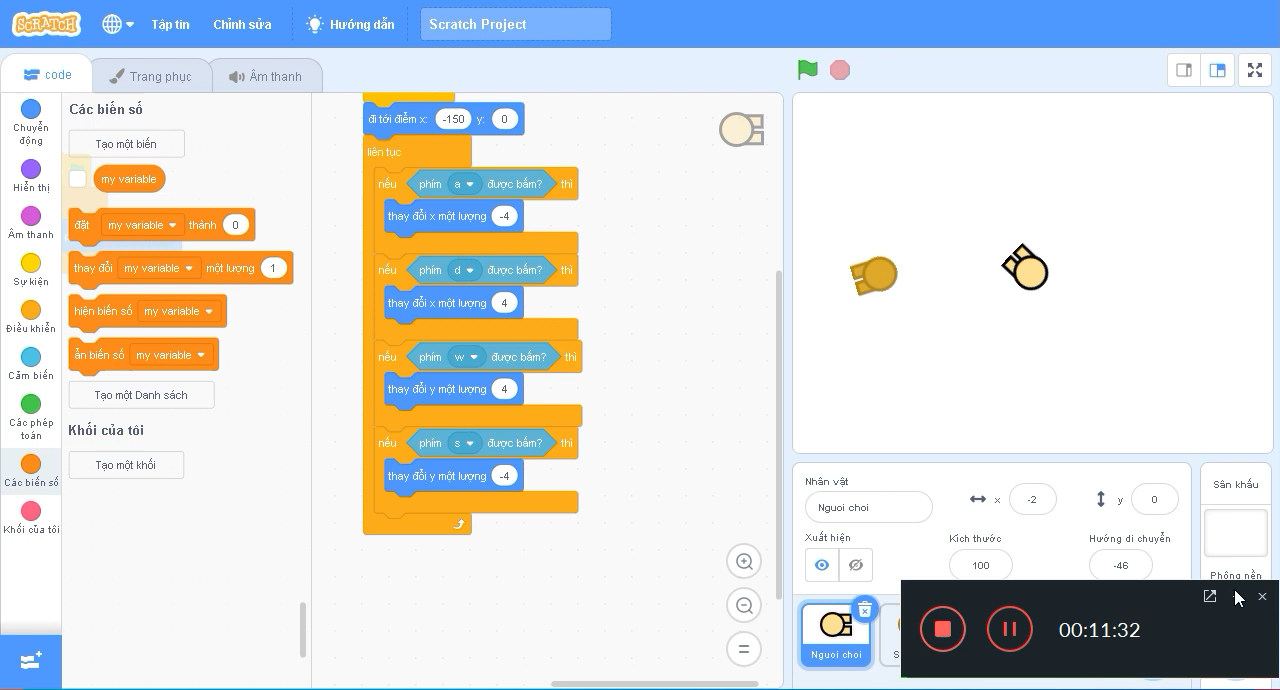 SCRATCH Tập tin Chỉnh sửa Hướng dẫn Scratch Project
code Trang phục Âm thanh
Chuyển động
Hiển thị
Âm thanh
Sự kiện
Điều khiển
Cảm biến
Các phép toán
Các biến số
Khối của tôi
Các biến số
Tạo một biến
my variable
đặt my variable thành 0
thay đổi my variable một lượng 1
hiện biến số my variable
ẩn biến số my variable
Tạo một Danh sách
Khối của tôi
Tạo một khối
đi tới điểm x: -150 y: 0
liên tục
nếu phím a được bấm? thì
thay đổi x một lượng -4
nếu phím d được bấm? thì
thay đổi x một lượng 4
nếu phím w được bấm? thì
thay đổi y một lượng 4
nếu phím s được bấm? thì
thay đổi y một lượng -4
Nhân vật
Nguoi choi x -2 y 0
Xuất hiện Kích thước Hướng di chuyển
100 -46
Nguoi choi
Sân khấu
Phông nền
00:11:32